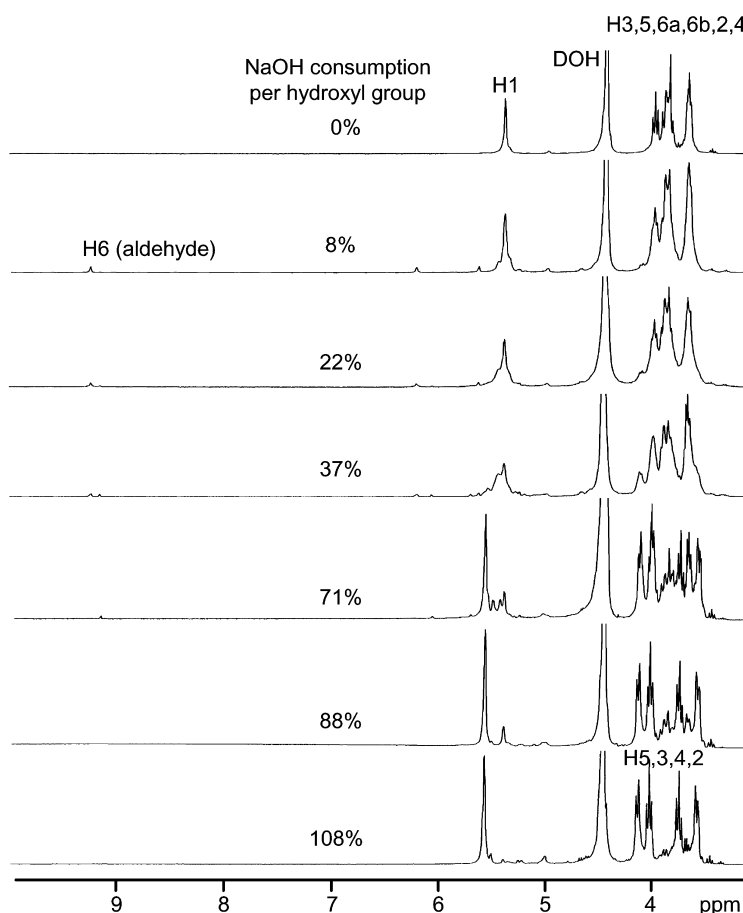 H3,5,6a,6b,2,4
DOH
NaOH consumption
per hydroxyl group
H1
0%
H6 (aldehyde)
8%
22%
37%
71%
88%
H5,3,4,2
108%
9 8 7 6 5 4 ppm